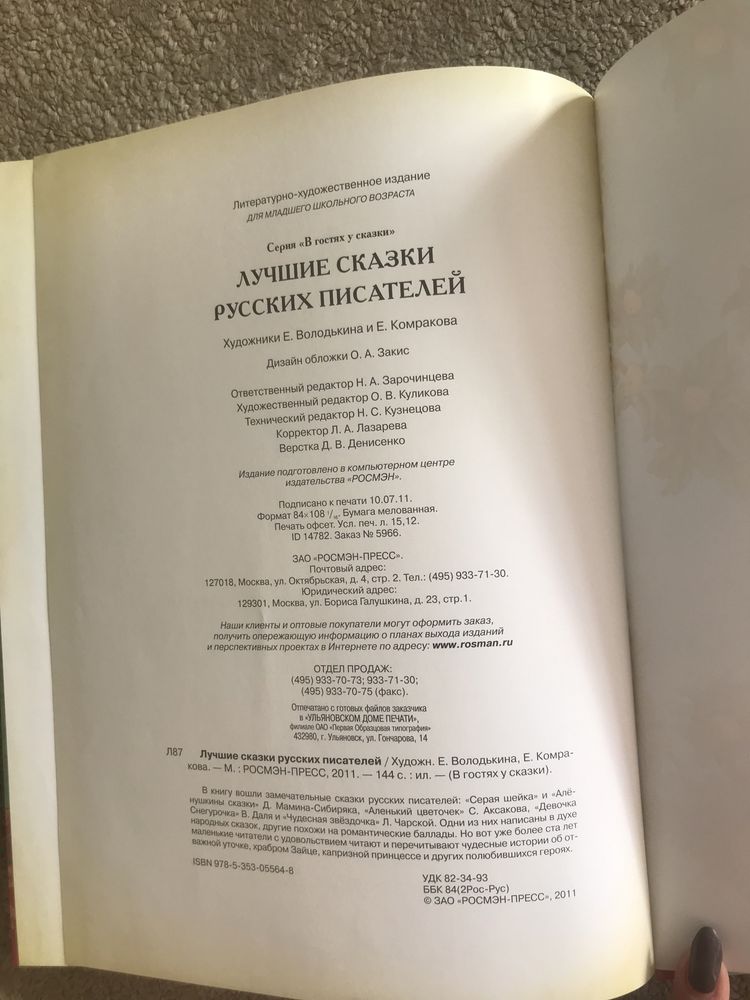 Литературно-художественное издание
ДЛЯ МЛАДШЕГО ШКОЛЬНОГО ВОЗРАСТА
Серия «В гостях у сказки»
ЛУЧШИЕ СКАЗКИ
РУССКИХ ПИСАТЕЛЕЙ
Художники Е. Володькина и Е. Комракова
Дизайн обложки О. А. Закис
Ответственный редактор Н. А. Зарочинцева
Художественный редактор О. В. Куликова
Технический редактор Н. С. Кузнецова
Корректор Л. А. Лазарева
Верстка Д. В. Денисенко
Издание подготовлено в компьютерном центре
издательства «РОСМЭН».
Подписано к печати 10.07.11.
Формат 84×108 1/16. Бумага мелованная.
Печать офсет. Усл. печ. л. 15,12.
ID 14782. Заказ № 5966.
ЗАО «РОСМЭН-ПРЕСС».
Почтовый адрес:
127018, Москва, ул. Октябрьская, д. 4, стр. 2. Тел.: (495) 933-71-30.
Юридический адрес:
129301, Москва, ул. Бориса Галушкина, д. 23, стр.1.
Наши клиенты и оптовые покупатели могут оформить заказ,
получить опережающую информацию о планах выхода изданий
и перспективных проектах в Интернете по адресу: www.rosman.ru
ОТДЕЛ ПРОДАЖ:
(495) 933-70-73; 933-71-30;
(495) 933-70-75 (факс).
Отпечатано с готовых файлов заказчика
в «УЛЬЯНОВСКОМ ДОМЕ ПЕЧАТИ»,
филиале ОАО «Первая Образцовая типография»
432980, г. Ульяновск, ул. Гончарова, 14
Л87 Лучшие сказки русских писателей / Художн. Е. Володькина, Е. Комра-
кова. — М. : РОСМЭН-ПРЕСС, 2011. — 144 с. : ил. — (В гостях у сказки).
В книгу вошли замечательные сказки русских писателей: «Серая шейка» и «Алё-
нушкины сказки» Д. Мамина-Сибиряка, «Аленький цветочек» С. Аксакова, «Девочка
Снегурочка» В. Даля и «Чудесная звёздочка» Л. Чарской. Одни из них написаны в духе
народных сказок, другие похожи на романтические баллады. Но вот уже более ста лет
маленькие читатели с удовольствием читают и перечитывают чудесные истории об от-
важной уточке, храбром Зайце, капризной принцессе и других полюбившихся героях.
ISBN 978-5-353-05564-8
УДК 82-34-93
ББК 84(2Рос-Рус)
© ЗАО «РОСМЭН-ПРЕСС», 2011